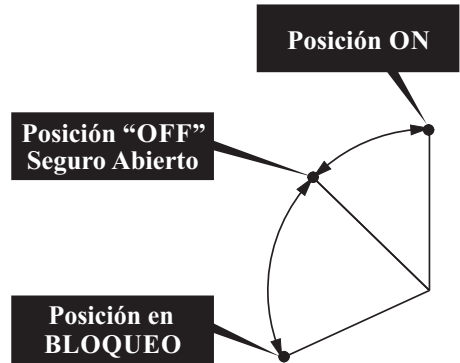 Posición ON
Posición “OFF”
Seguro Abierto
Posición en
BLOQUEO